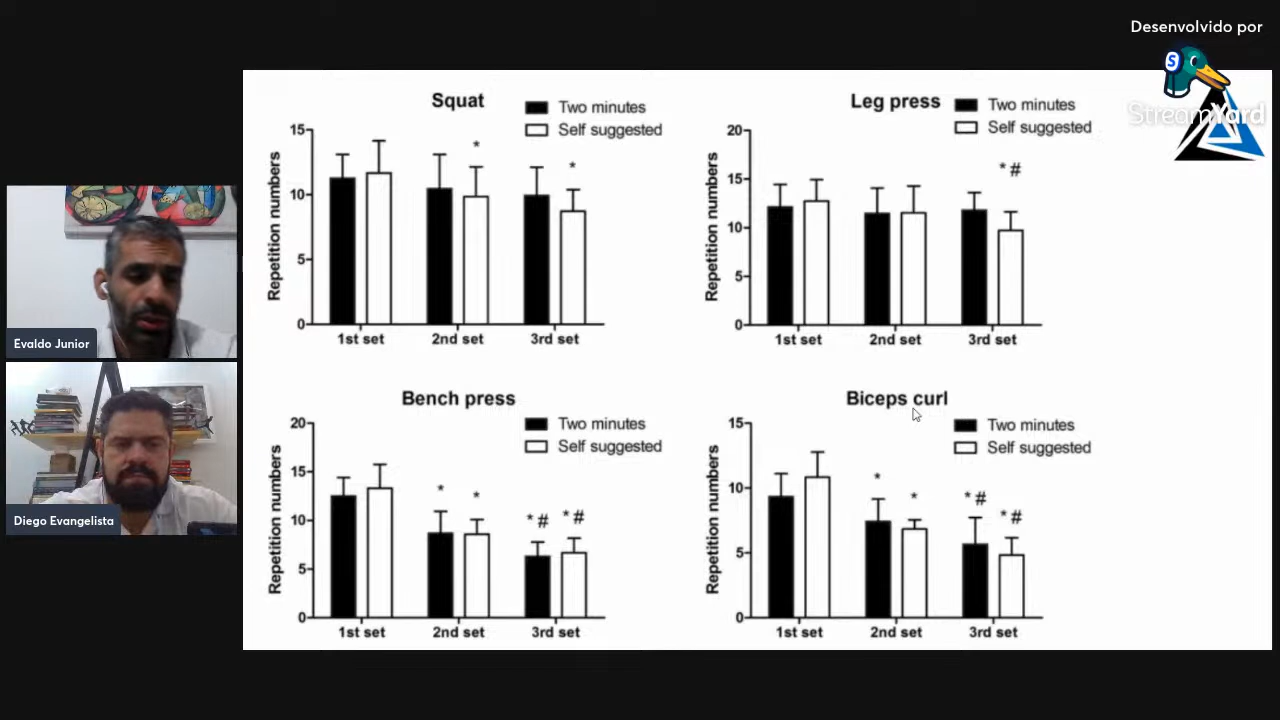 Desenvolvido por
StreamYard
S
Squat
Two minutes
Self suggested
Repetition numbers
15
10
5
0
*
*
1st set
2nd set
3rd set
Leg press
Two minutes
Self suggested
Repetition numbers
20
15
10
5
0
* #
1st set
2nd set
3rd set
Evaldo Junior
Diego Evangelista
Bench press
Two minutes
Self suggested
Repetition numbers
20
15
10
5
0
*
*
* #
* #
1st set
2nd set
3rd set
Biceps curl
Two minutes
Self suggested
Repetition numbers
15
10
5
0
*
*
* #
* #
1st set
2nd set
3rd set